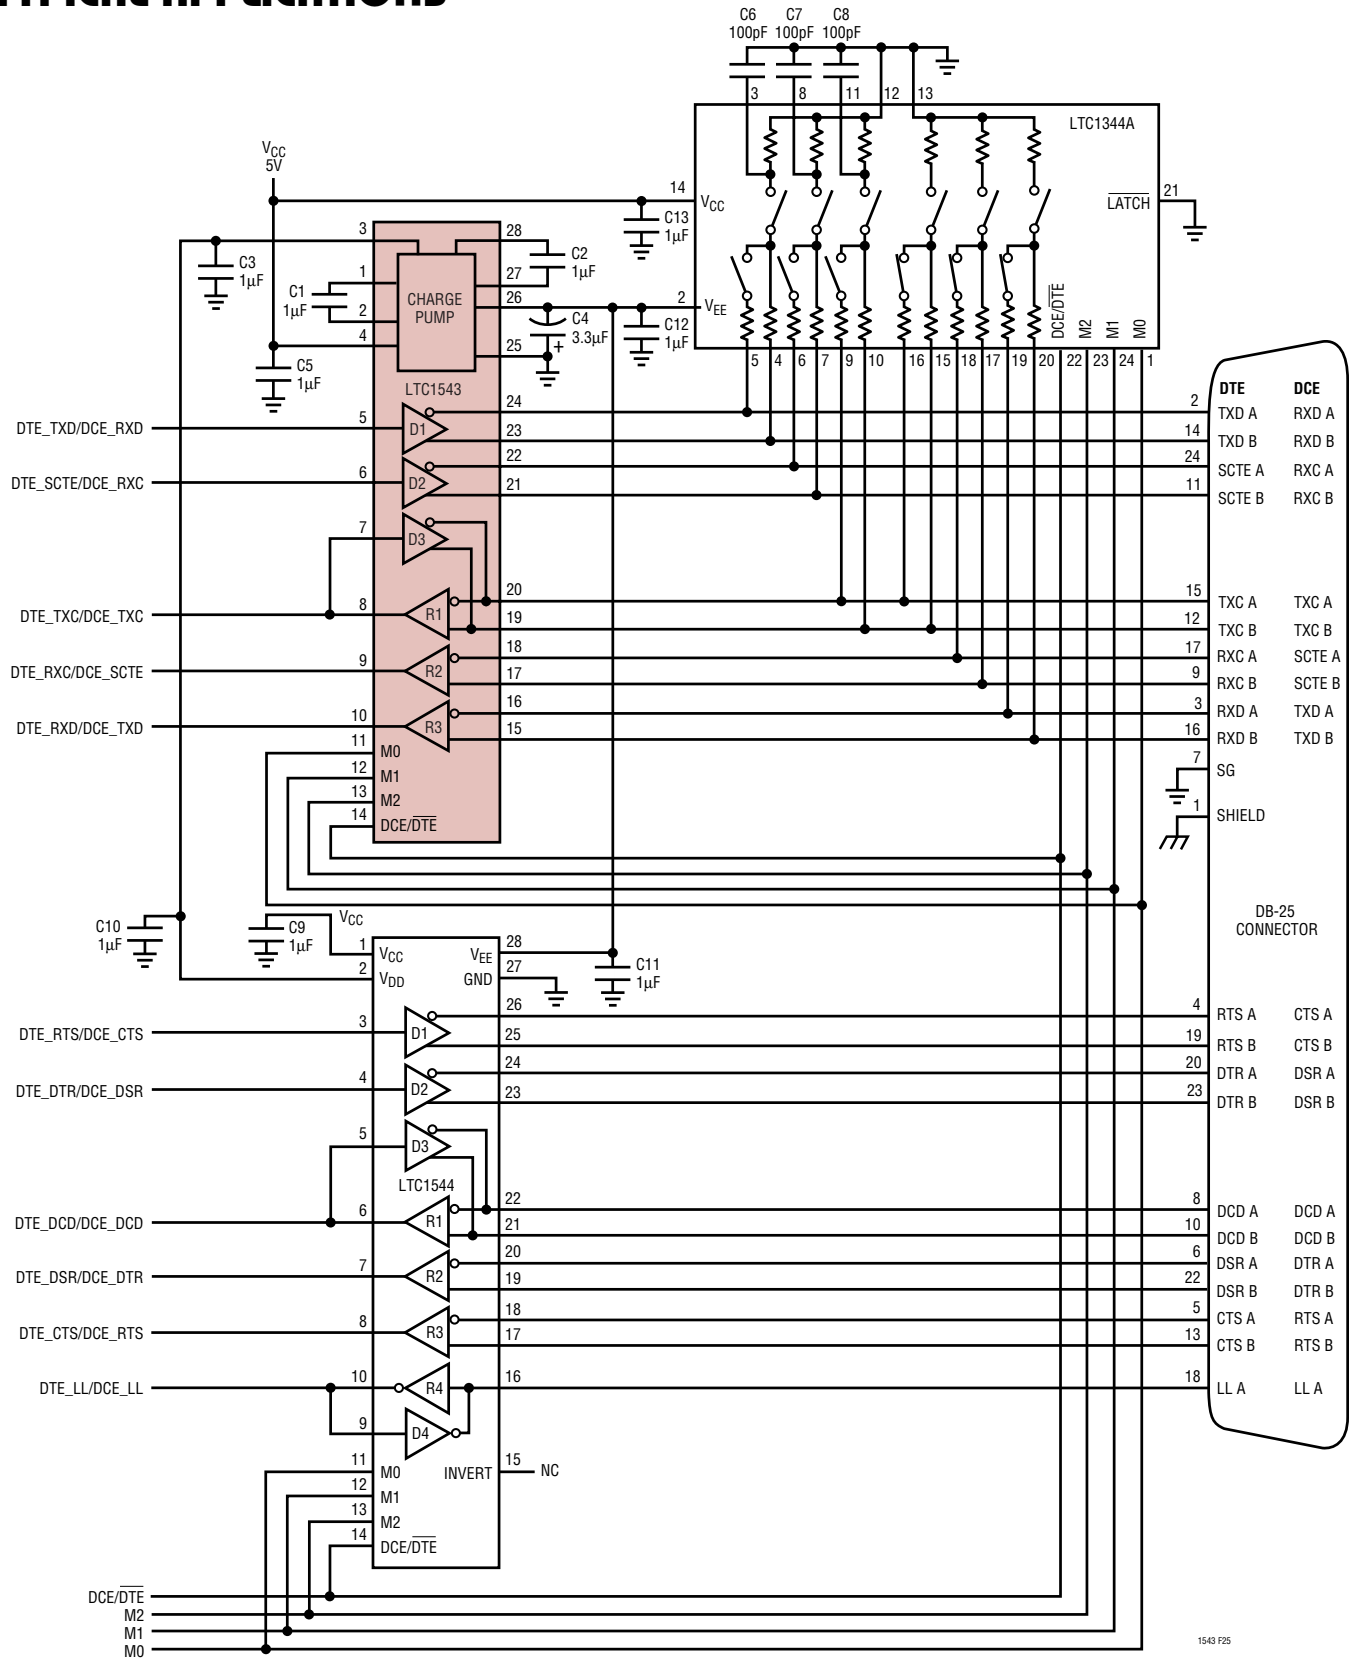 C6 C7 C8
100pF 100pF 100pF
3 8 11 12 13
LTC1344A
VCC
5V
14
VCC
21
LATCH
C13
1µF
3
28
C3
1µF
C2
1µF
1
27
C1
1µF
CHARGE
PUMP
2
26
2
VEE
C4
3.3µF
+
C12
1µF
4
25
DCE/DTE
M2
M1
M0
C5
1µF
LTC1543
5 4 6 7 9 10 16 15 18 17 19 20 22 23 24 1
DTE DCE
DTE_TXD/DCE_RXD 5 D1 24 2 TXD A RXD A
23 14 TXD B RXD B
DTE_SCTE/DCE_RXC 6 D2 22 24 SCTE A RXC A
21 11 SCTE B RXC B
7 D3
DTE_TXC/DCE_TXC 8 R1 20 15 TXC A TXC A
19 12 TXC B TXC B
DTE_RXC/DCE_SCTE 9 R2 18 17 RXC A SCTE A
17 9 RXC B SCTE B
DTE_RXD/DCE_TXD 10 R3 16 3 RXD A TXD A
15 16 RXD B TXD B
11 M0
12 M1
13 M2
14 DCE/DTE
7 SG
1 SHIELD
DB-25
CONNECTOR
C10
1µF
C9
1µF
VCC
1 VCC
VEE 28
2 VDD
GND 27
C11
1µF
DTE_RTS/DCE_CTS 3 D1 26 4 RTS A CTS A
25 19 RTS B CTS B
DTE_DTR/DCE_DSR 4 D2 24 20 DTR A DSR A
23 23 DTR B DSR B
5 D3
LTC1544
DTE_DCD/DCE_DCD 6 R1 22 8 DCD A DCD A
21 10 DCD B DCD B
DTE_DSR/DCE_DTR 7 R2 20 6 DSR A DTR A
19 22 DSR B DTR B
DTE_CTS/DCE_RTS 8 R3 18 5 CTS A RTS A
17 13 CTS B RTS B
DTE_LL/DCE_LL 10 R4 16 18 LL A LL A
9 D4
11 M0
INVERT 15 NC
12 M1
13 M2
14 DCE/DTE
DCE/DTE
M2
M1
M0
1543 F25